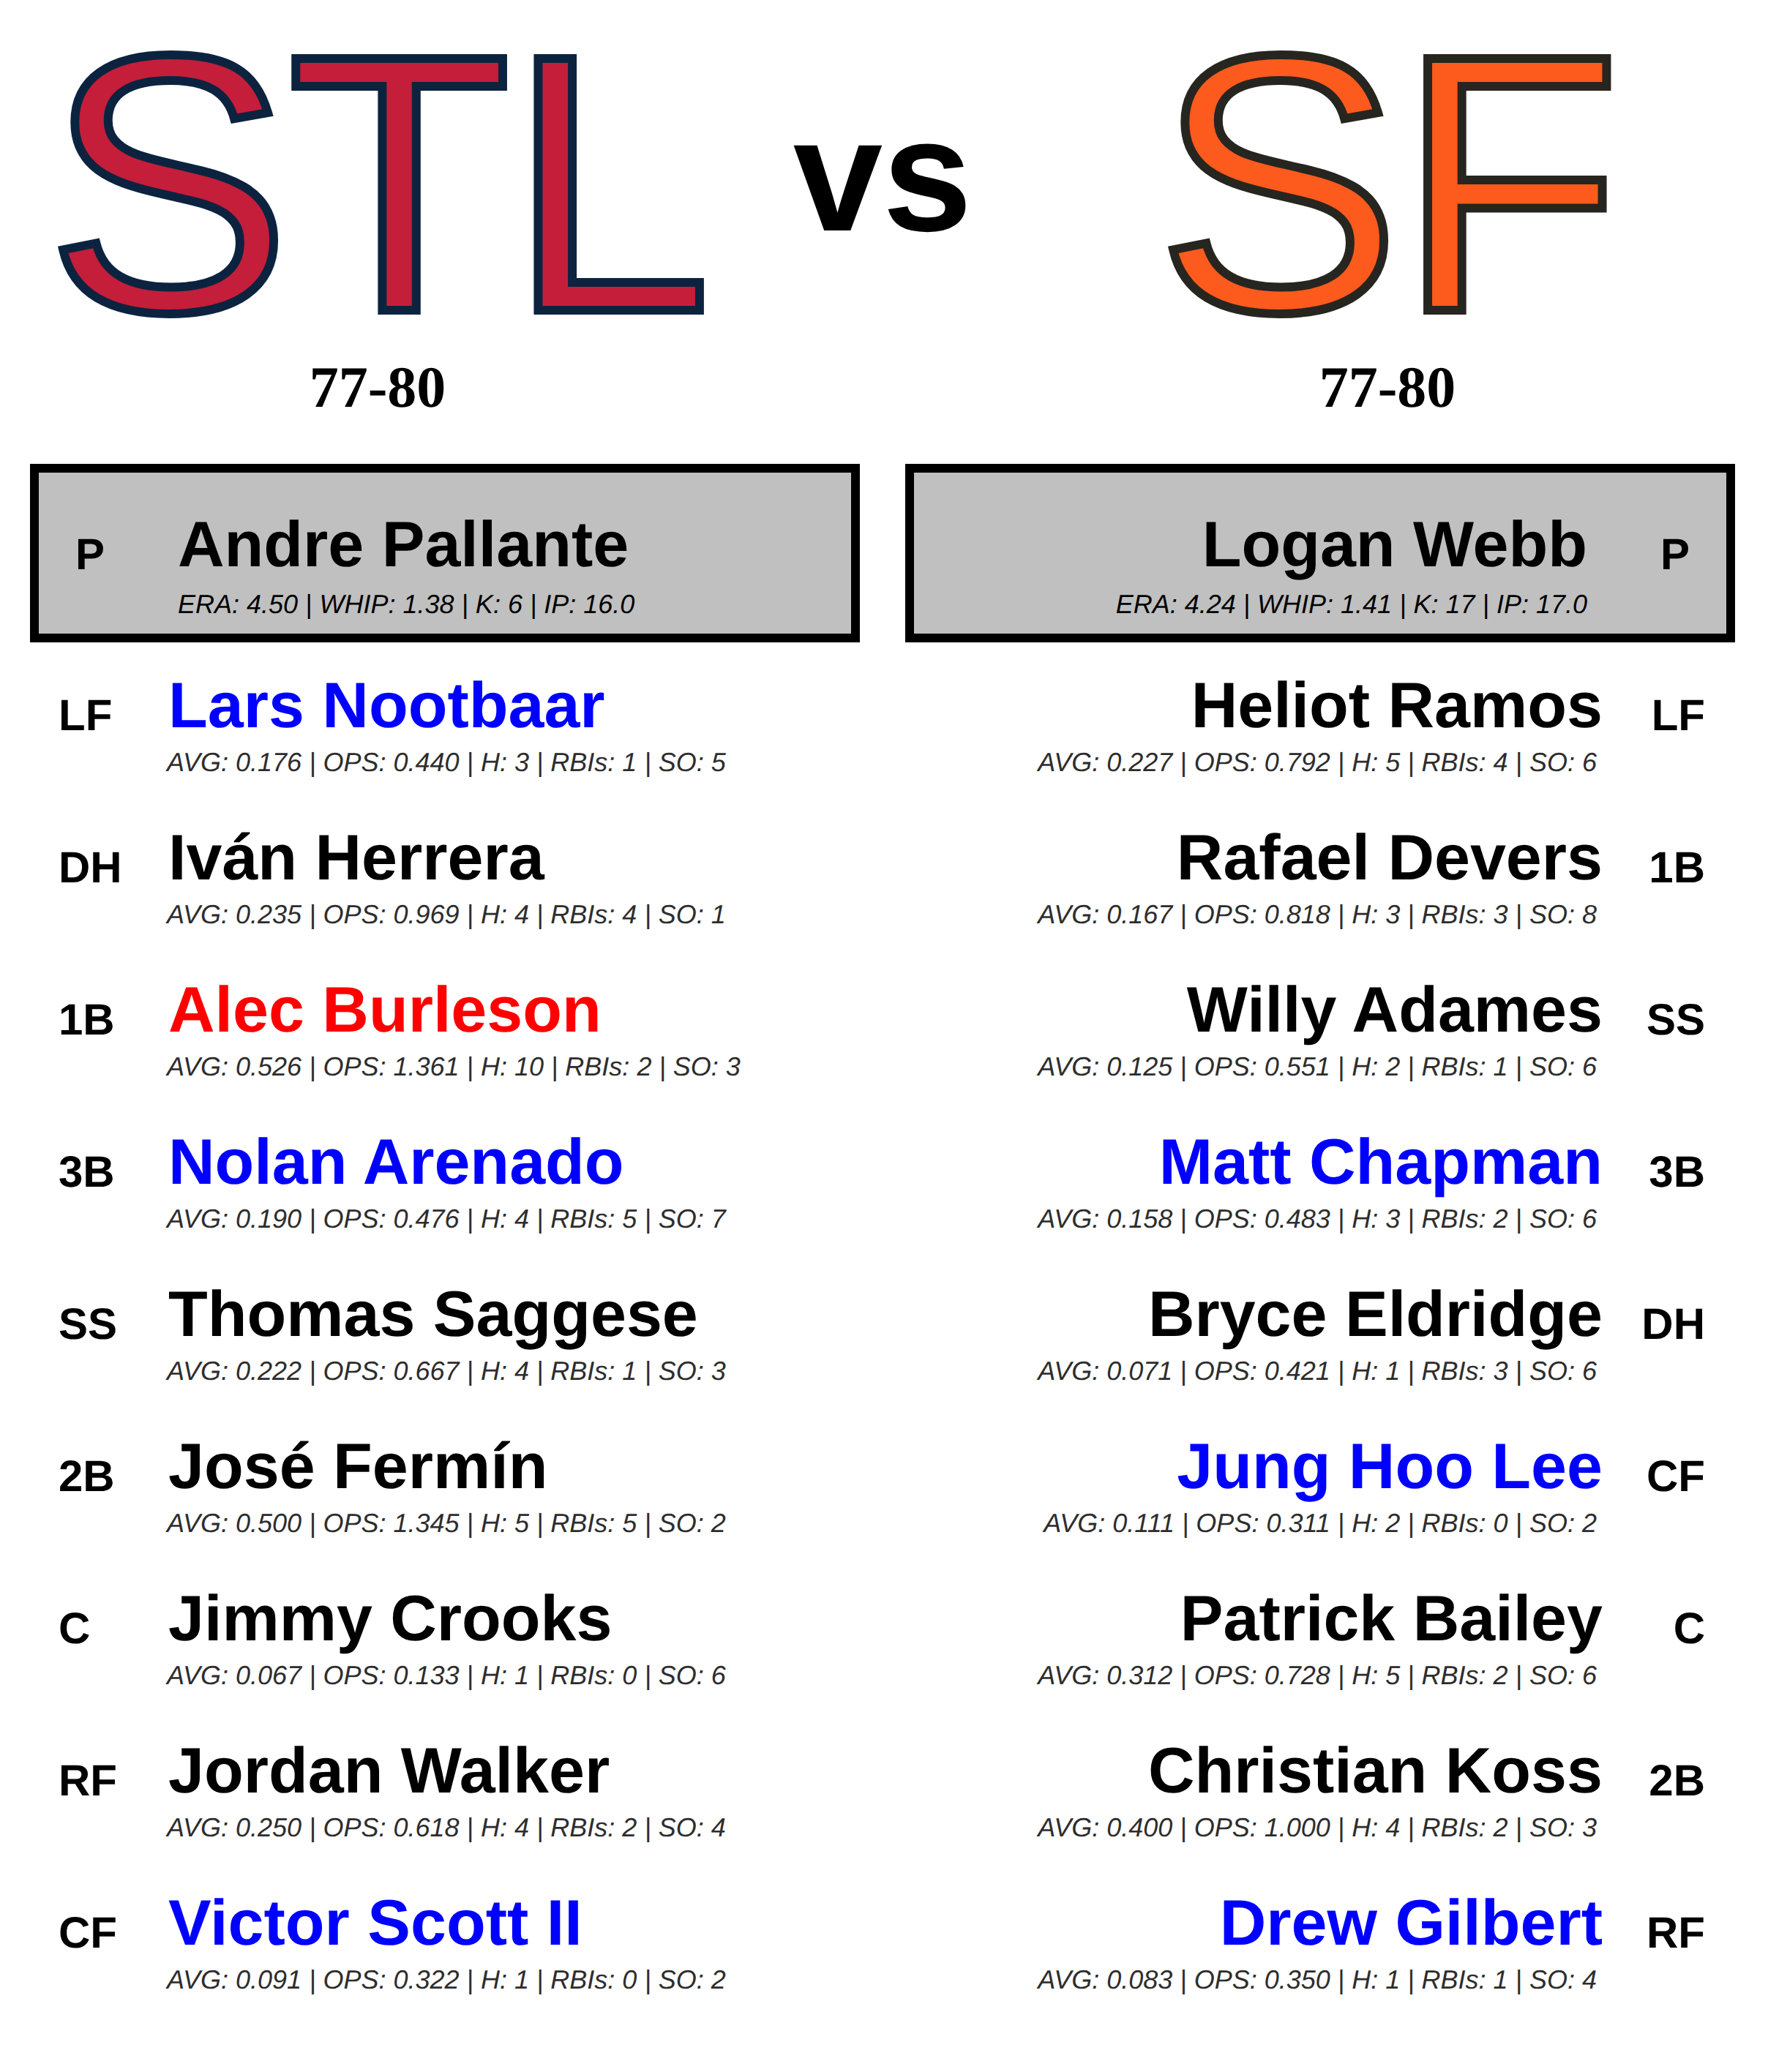 STL vs SF
77-80 77-80
P Andre Pallante
ERA: 4.50 | WHIP: 1.38 | K: 6 | IP: 16.0
Logan Webb P
ERA: 4.24 | WHIP: 1.41 | K: 17 | IP: 17.0
LF Lars Nootbaar
AVG: 0.176 | OPS: 0.440 | H: 3 | RBIs: 1 | SO: 5
DH Iván Herrera
AVG: 0.235 | OPS: 0.969 | H: 4 | RBIs: 4 | SO: 1
1B Alec Burleson
AVG: 0.526 | OPS: 1.361 | H: 10 | RBIs: 2 | SO: 3
3B Nolan Arenado
AVG: 0.190 | OPS: 0.476 | H: 4 | RBIs: 5 | SO: 7
SS Thomas Saggese
AVG: 0.222 | OPS: 0.667 | H: 4 | RBIs: 1 | SO: 3
2B José Fermín
AVG: 0.500 | OPS: 1.345 | H: 5 | RBIs: 5 | SO: 2
C Jimmy Crooks
AVG: 0.067 | OPS: 0.133 | H: 1 | RBIs: 0 | SO: 6
RF Jordan Walker
AVG: 0.250 | OPS: 0.618 | H: 4 | RBIs: 2 | SO: 4
CF Victor Scott II
AVG: 0.091 | OPS: 0.322 | H: 1 | RBIs: 0 | SO: 2
Heliot Ramos LF
AVG: 0.227 | OPS: 0.792 | H: 5 | RBIs: 4 | SO: 6
Rafael Devers 1B
AVG: 0.167 | OPS: 0.818 | H: 3 | RBIs: 3 | SO: 8
Willy Adames SS
AVG: 0.125 | OPS: 0.551 | H: 2 | RBIs: 1 | SO: 6
Matt Chapman 3B
AVG: 0.158 | OPS: 0.483 | H: 3 | RBIs: 2 | SO: 6
Bryce Eldridge DH
AVG: 0.071 | OPS: 0.421 | H: 1 | RBIs: 3 | SO: 6
Jung Hoo Lee CF
AVG: 0.111 | OPS: 0.311 | H: 2 | RBIs: 0 | SO: 2
Patrick Bailey C
AVG: 0.312 | OPS: 0.728 | H: 5 | RBIs: 2 | SO: 6
Christian Koss 2B
AVG: 0.400 | OPS: 1.000 | H: 4 | RBIs: 2 | SO: 3
Drew Gilbert RF
AVG: 0.083 | OPS: 0.350 | H: 1 | RBIs: 1 | SO: 4